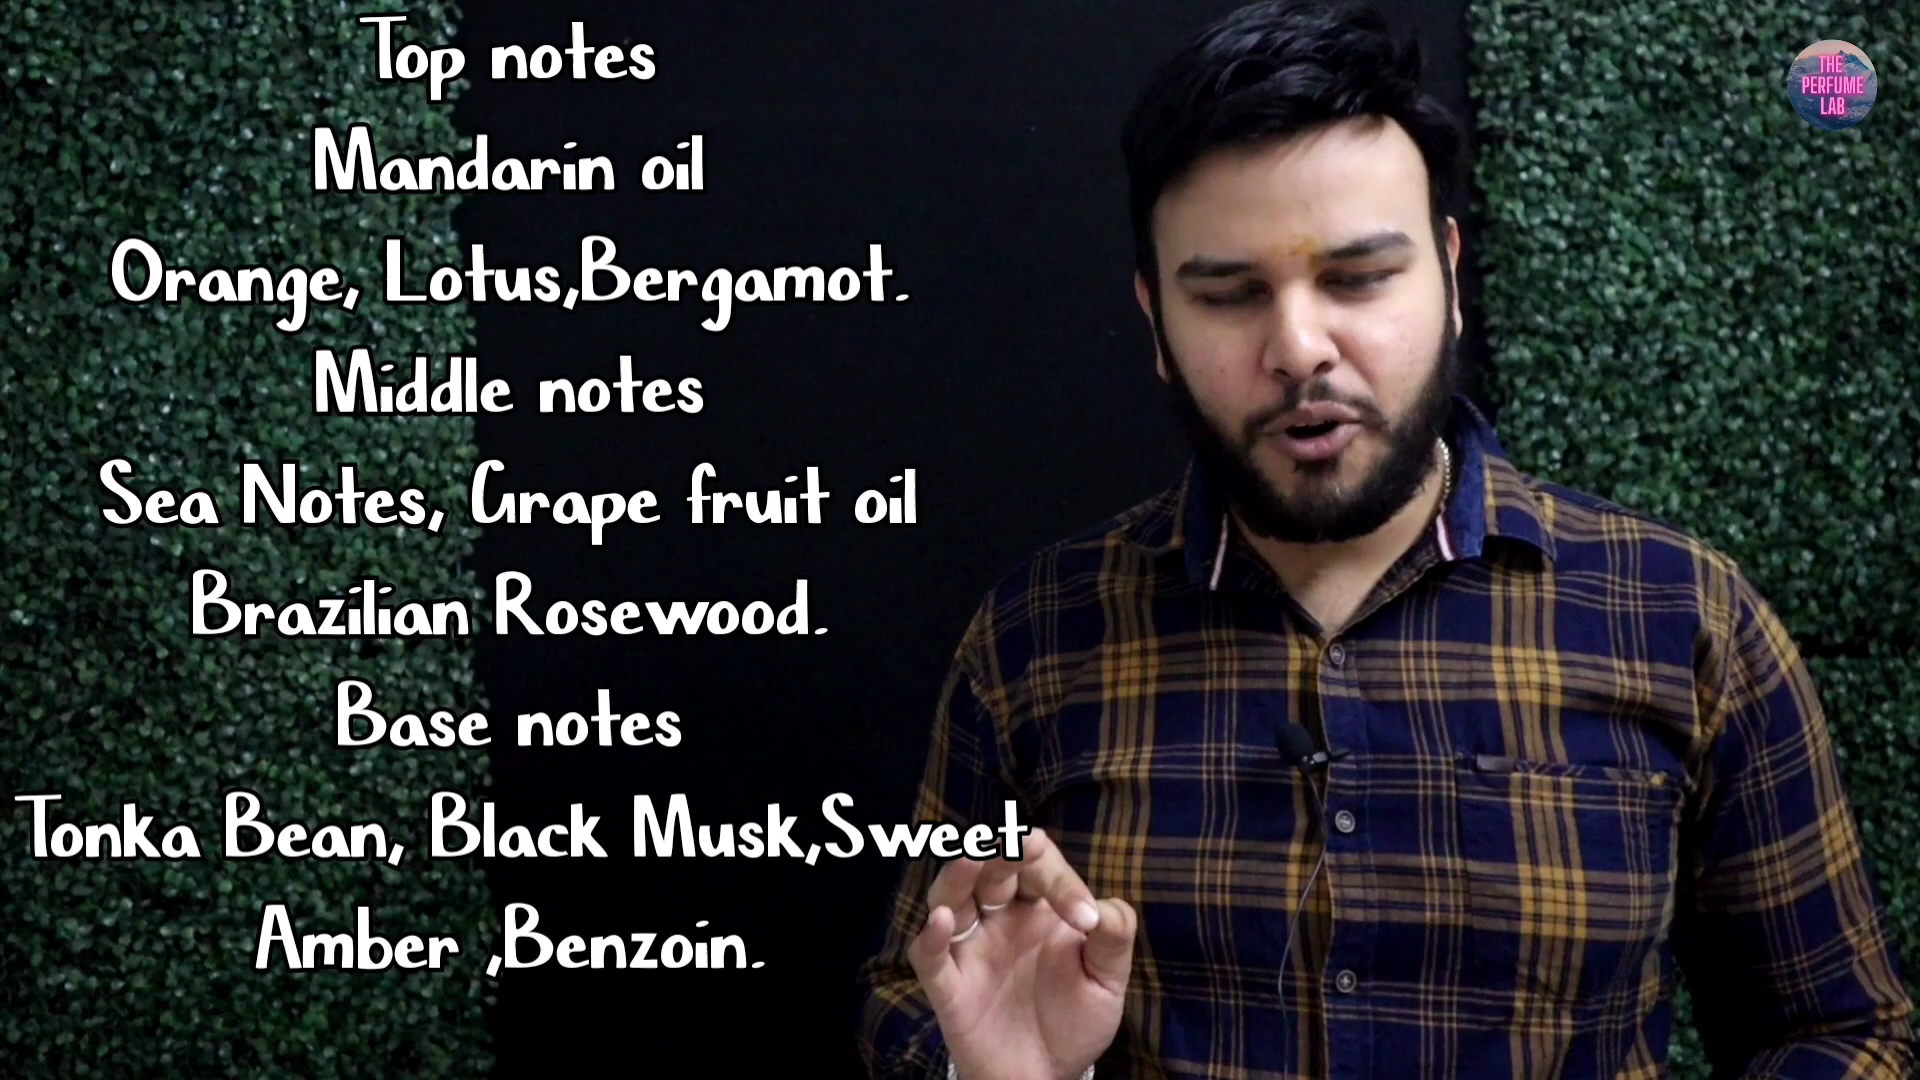 Top notes
Mandarin oil
Orange, Lotus,Bergamot.
Middle notes
Sea Notes, Grape fruit oil
Brazilian Rosewood.
Base notes
Tonka Bean, Black Musk,Sweet
Amber ,Benzoin.
THE
PERFUME
LAB